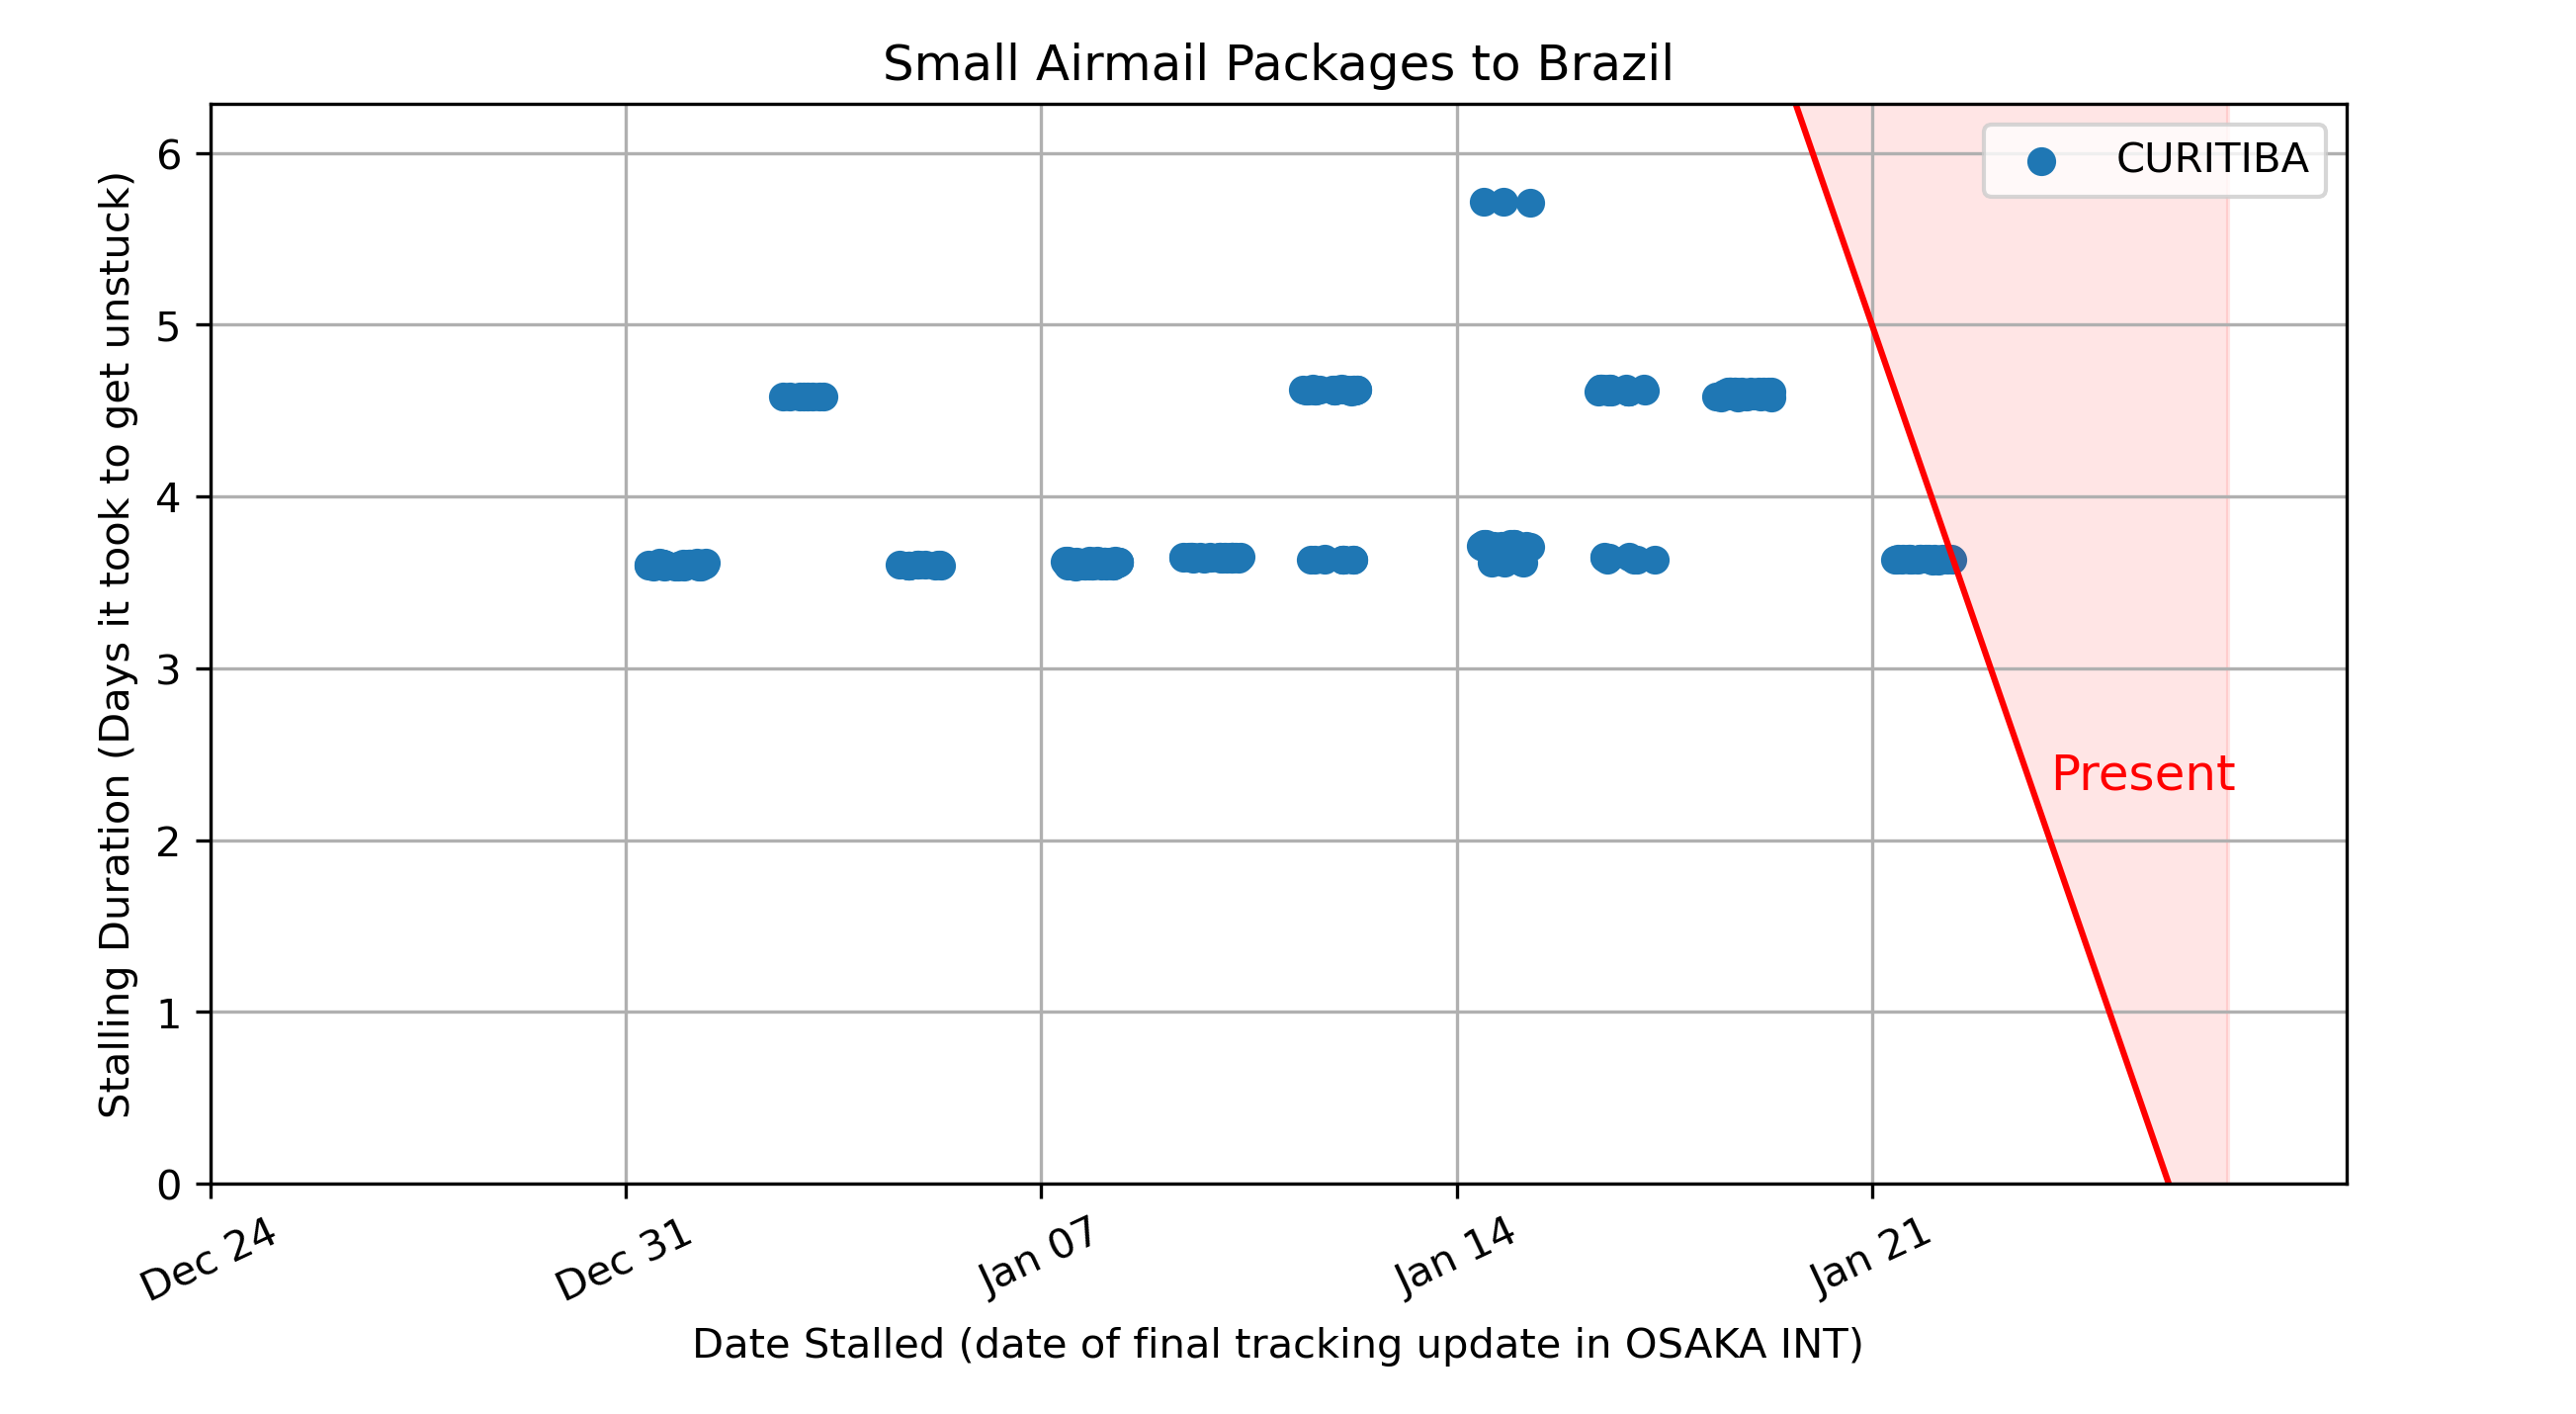 Small Airmail Packages to Brazil
Stalling Duration (Days it took to get unstuck)
6
5
4
3
2
1
0
CURITIBA
Present
Dec 24
Dec 31
Jan 07
Jan 14
Jan 21
Date Stalled (date of final tracking update in OSAKA INT)